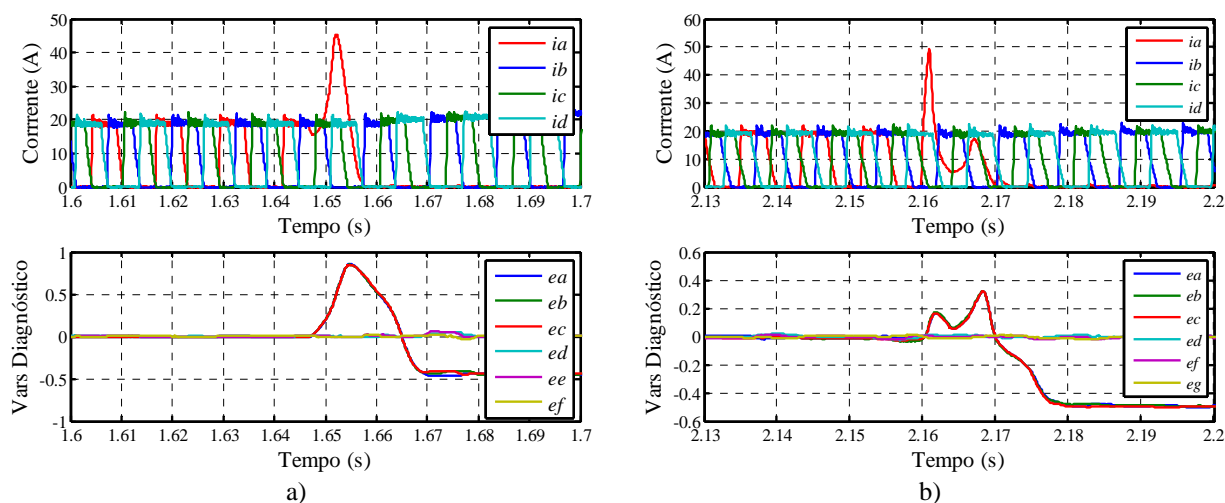 50
40
30
20
10
0
Corrente (A)
ia
ib
ic
id
1.6 1.61 1.62 1.63 1.64 1.65 1.66 1.67 1.68 1.69 1.7
Tempo (s)
60
50
40
30
20
10
0
Corrente (A)
ia
ib
ic
id
2.13 2.14 2.15 2.16 2.17 2.18 2.19 2.2
Tempo (s)
1
0.5
0
-0.5
-1
Vars Diagnóstico
ea
eb
ec
ed
ee
ef
1.6 1.61 1.62 1.63 1.64 1.65 1.66 1.67 1.68 1.69 1.7
Tempo (s)
a)
0.6
0.4
0.2
0
-0.2
-0.4
-0.6
Vars Diagnóstico
ea
eb
ec
ed
ef
eg
2.13 2.14 2.15 2.16 2.17 2.18 2.19 2.2
Tempo (s)
b)